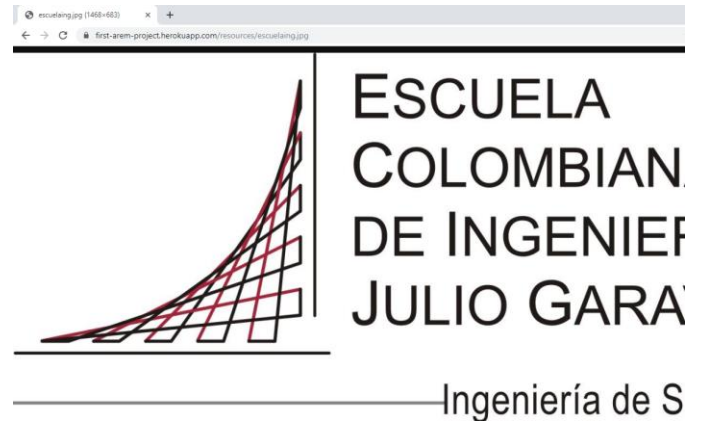 escuelaing.jpg (1468×683)
first-arem-project.herokuapp.com/resources/escuelaing.jpg
ESCUELA
COLOMBIAN
DE INGENIER
JULIO GARA
Ingeniería de S